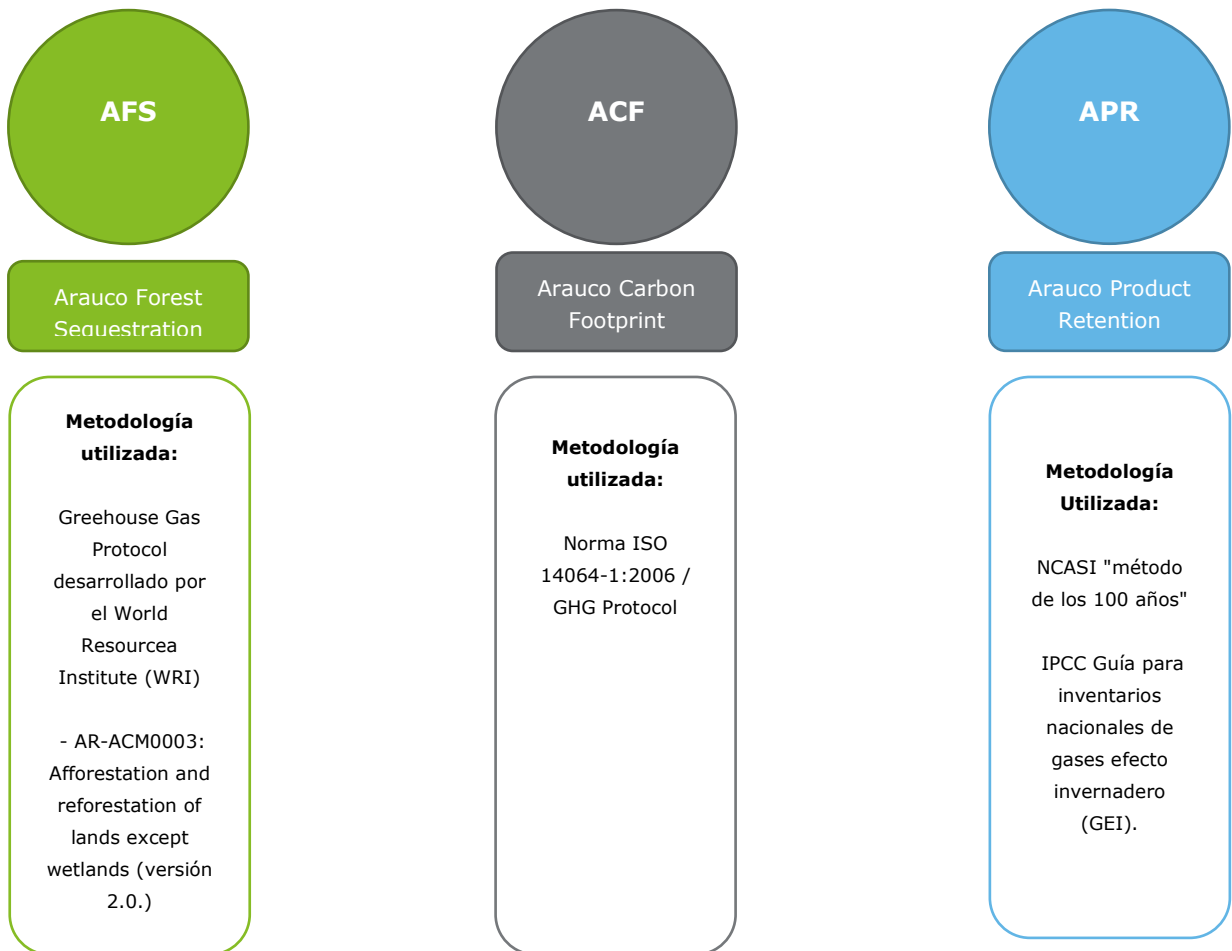 AFS
Arauco Forest
Sequestration
Metodología
utilizada:
Greehouse Gas
Protocol
desarrollado por
el World
Resourcea
Institute (WRI)
- AR-ACM0003:
Afforestation and
reforestation of
lands except
wetlands (versión
2.0.)
ACF
Arauco Carbon
Footprint
Metodología
utilizada:
Norma ISO
14064-1:2006 /
GHG Protocol
APR
Arauco Product
Retention
Metodología
Utilizada:
NCASI "método
de los 100 años"
IPCC Guía para
inventarios
nacionales de
gases efecto
invernadero
(GEI).